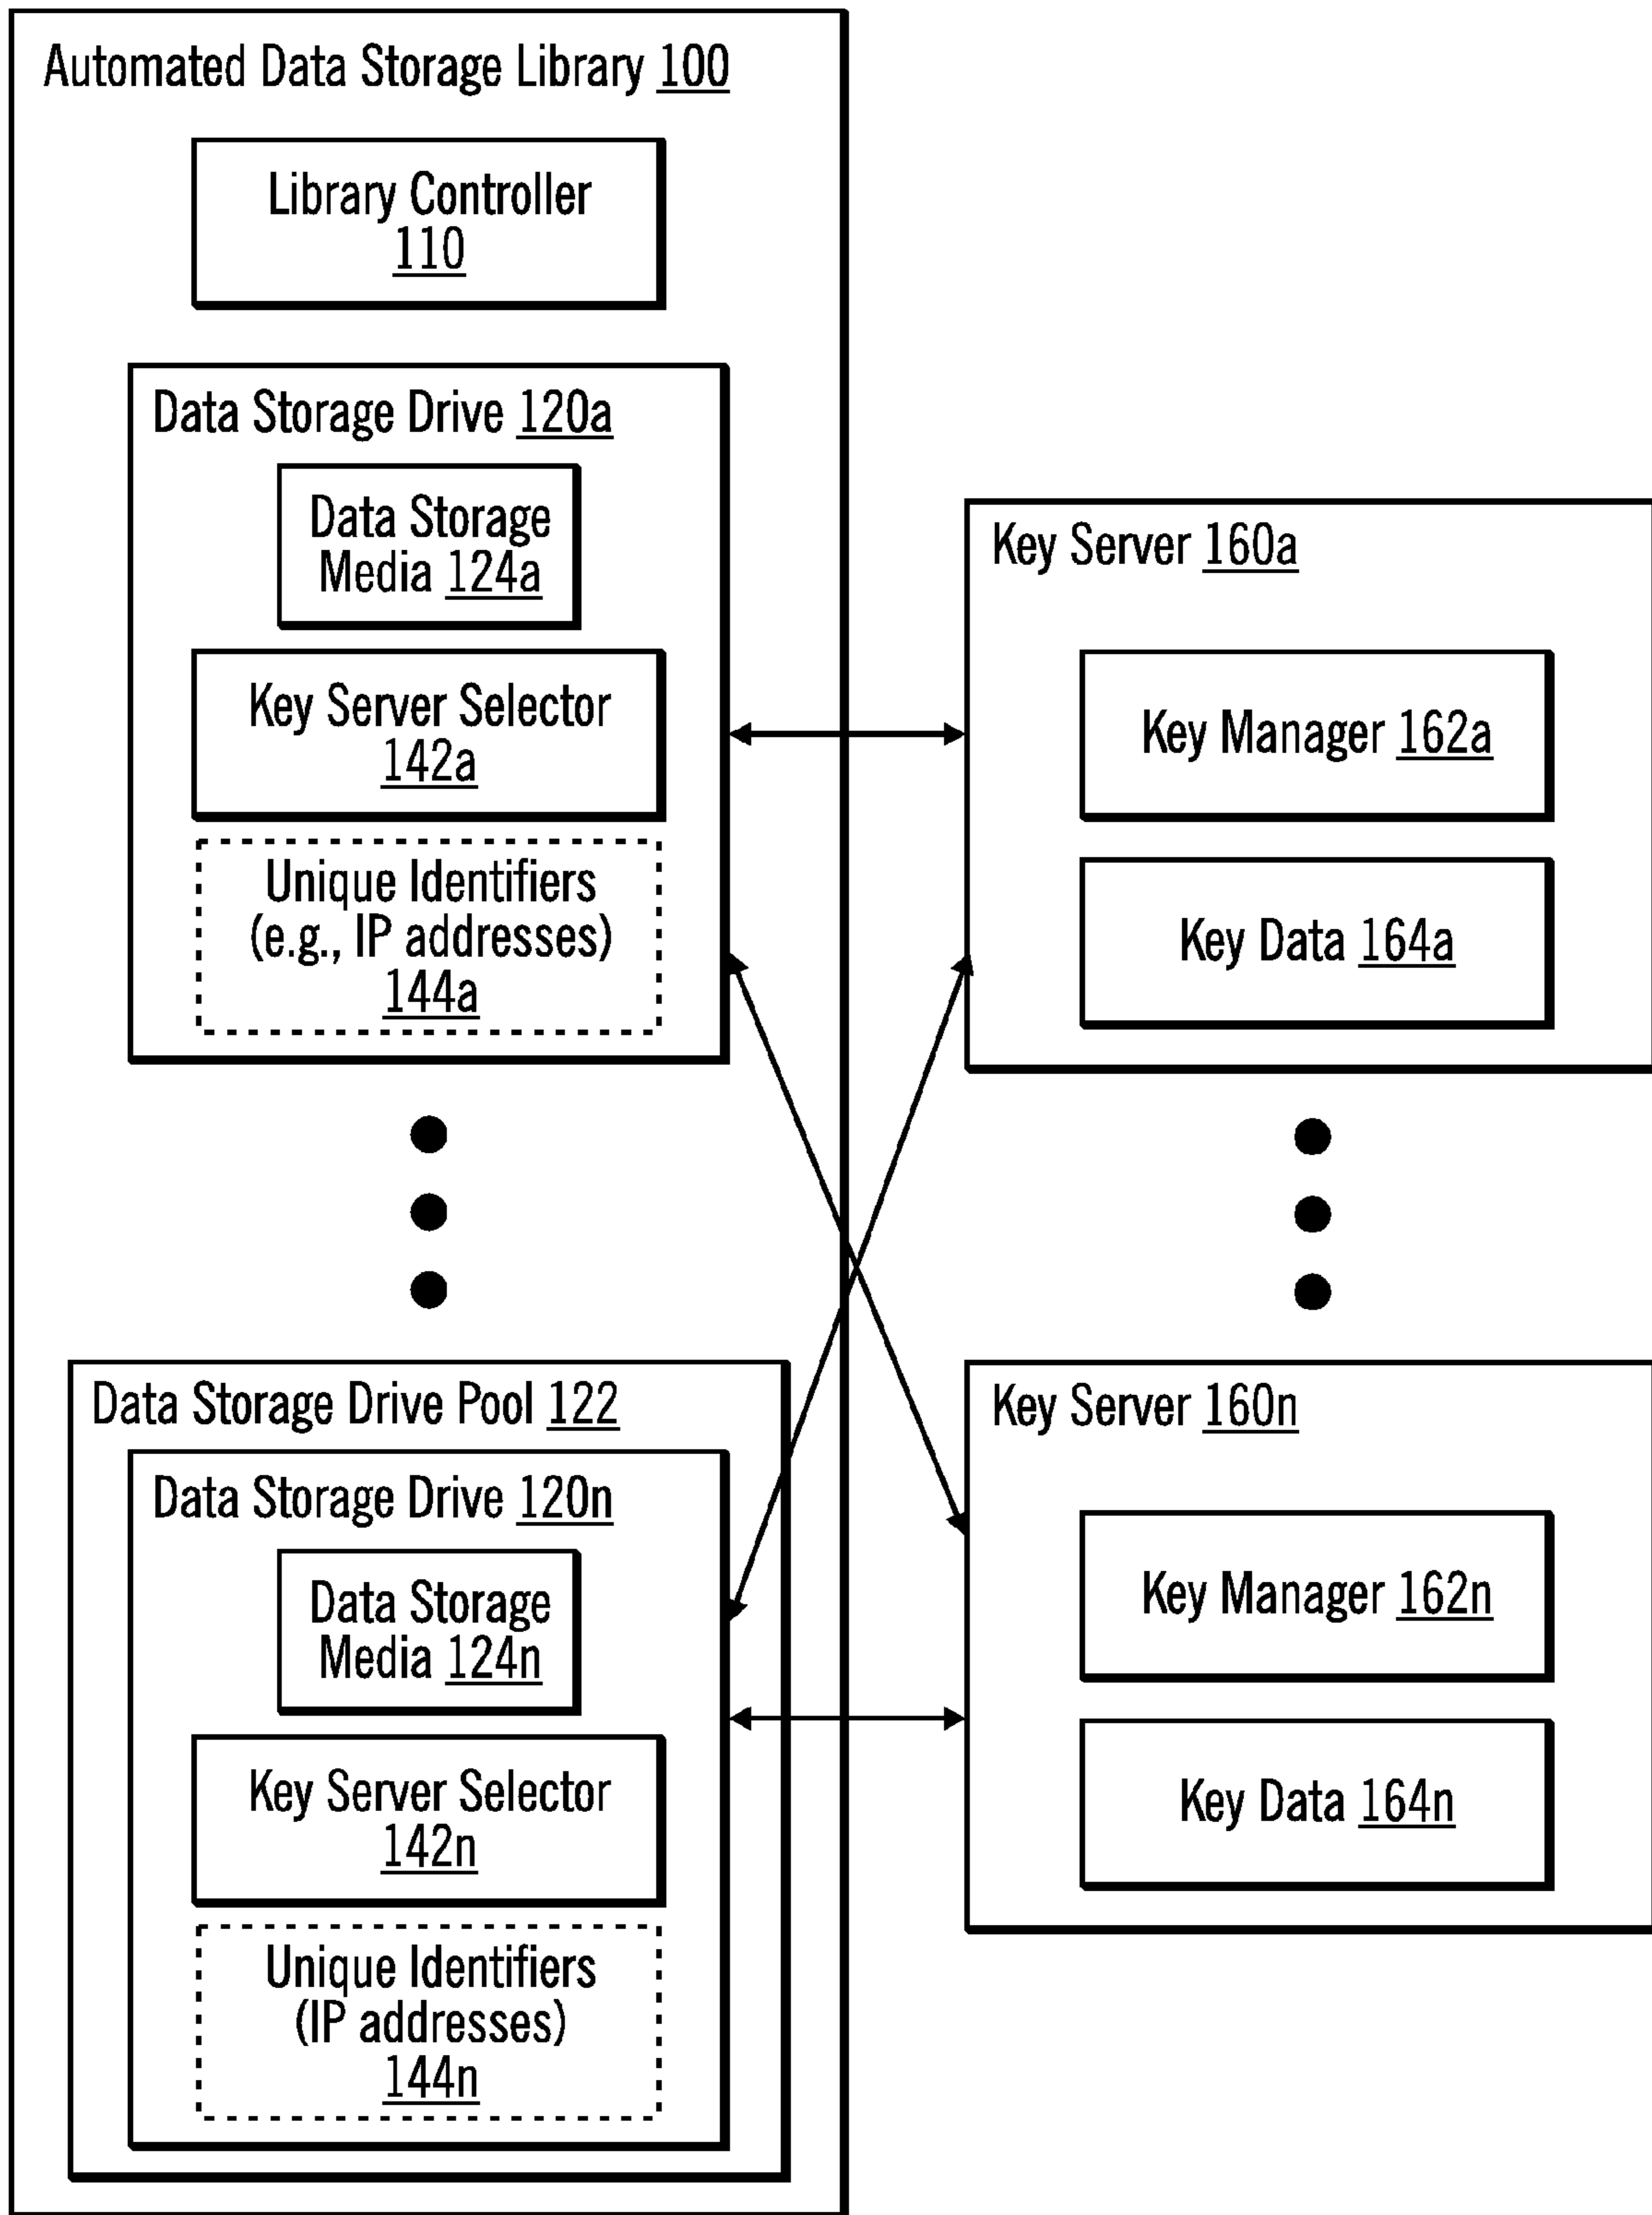 Automated Data Storage Library 100
Library Controller
110
Data Storage Drive 120a
Data Storage
Media 124a
Key Server Selector
142a
Unique Identifiers
(e.g., IP addresses)
144a
Data Storage Drive Pool 122
Data Storage Drive 120n
Data Storage
Media 124n
Key Server Selector
142n
Unique Identifiers
(IP addresses)
144n
Key Server 160a
Key Manager 162a
Key Data 164a
Key Server 160n
Key Manager 162n
Key Data 164n